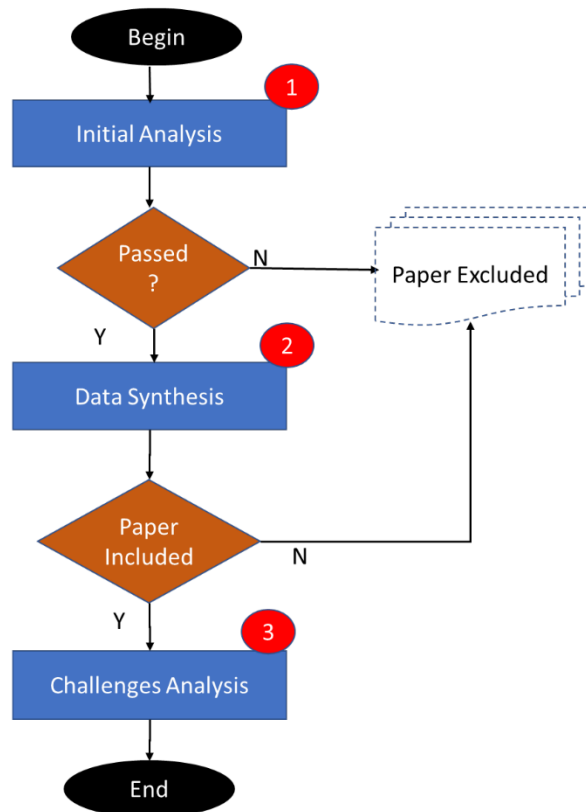 Begin
1
Initial Analysis
Passed
?
N
Paper Excluded
Y
2
Data Synthesis
Paper
Included
N
Y
3
Challenges Analysis
End